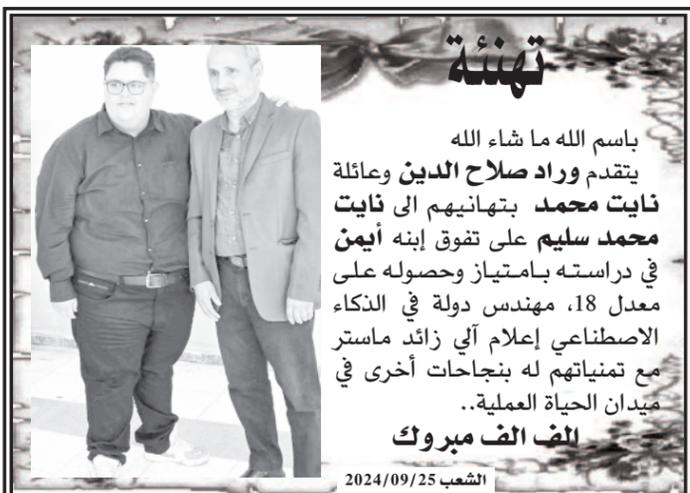 تهنئة
باسم الله ما شاء الله
يتقدم وراد صلاح الدين وعائلة
نايت محمد بتهانيهم الى نايت
محمد سليم على تفوق إبنه أيمن
في دراسته بامتياز وحصوله على
معدل 18، مهندس دولة في الذكاء
الاصطناعي إعلام آلي زائد ماستر
مع تمنياتهم له بنجاحات أخرى في
ميدان الحياة العملية..
الف الف مبروك
الشعب 2024/09/25